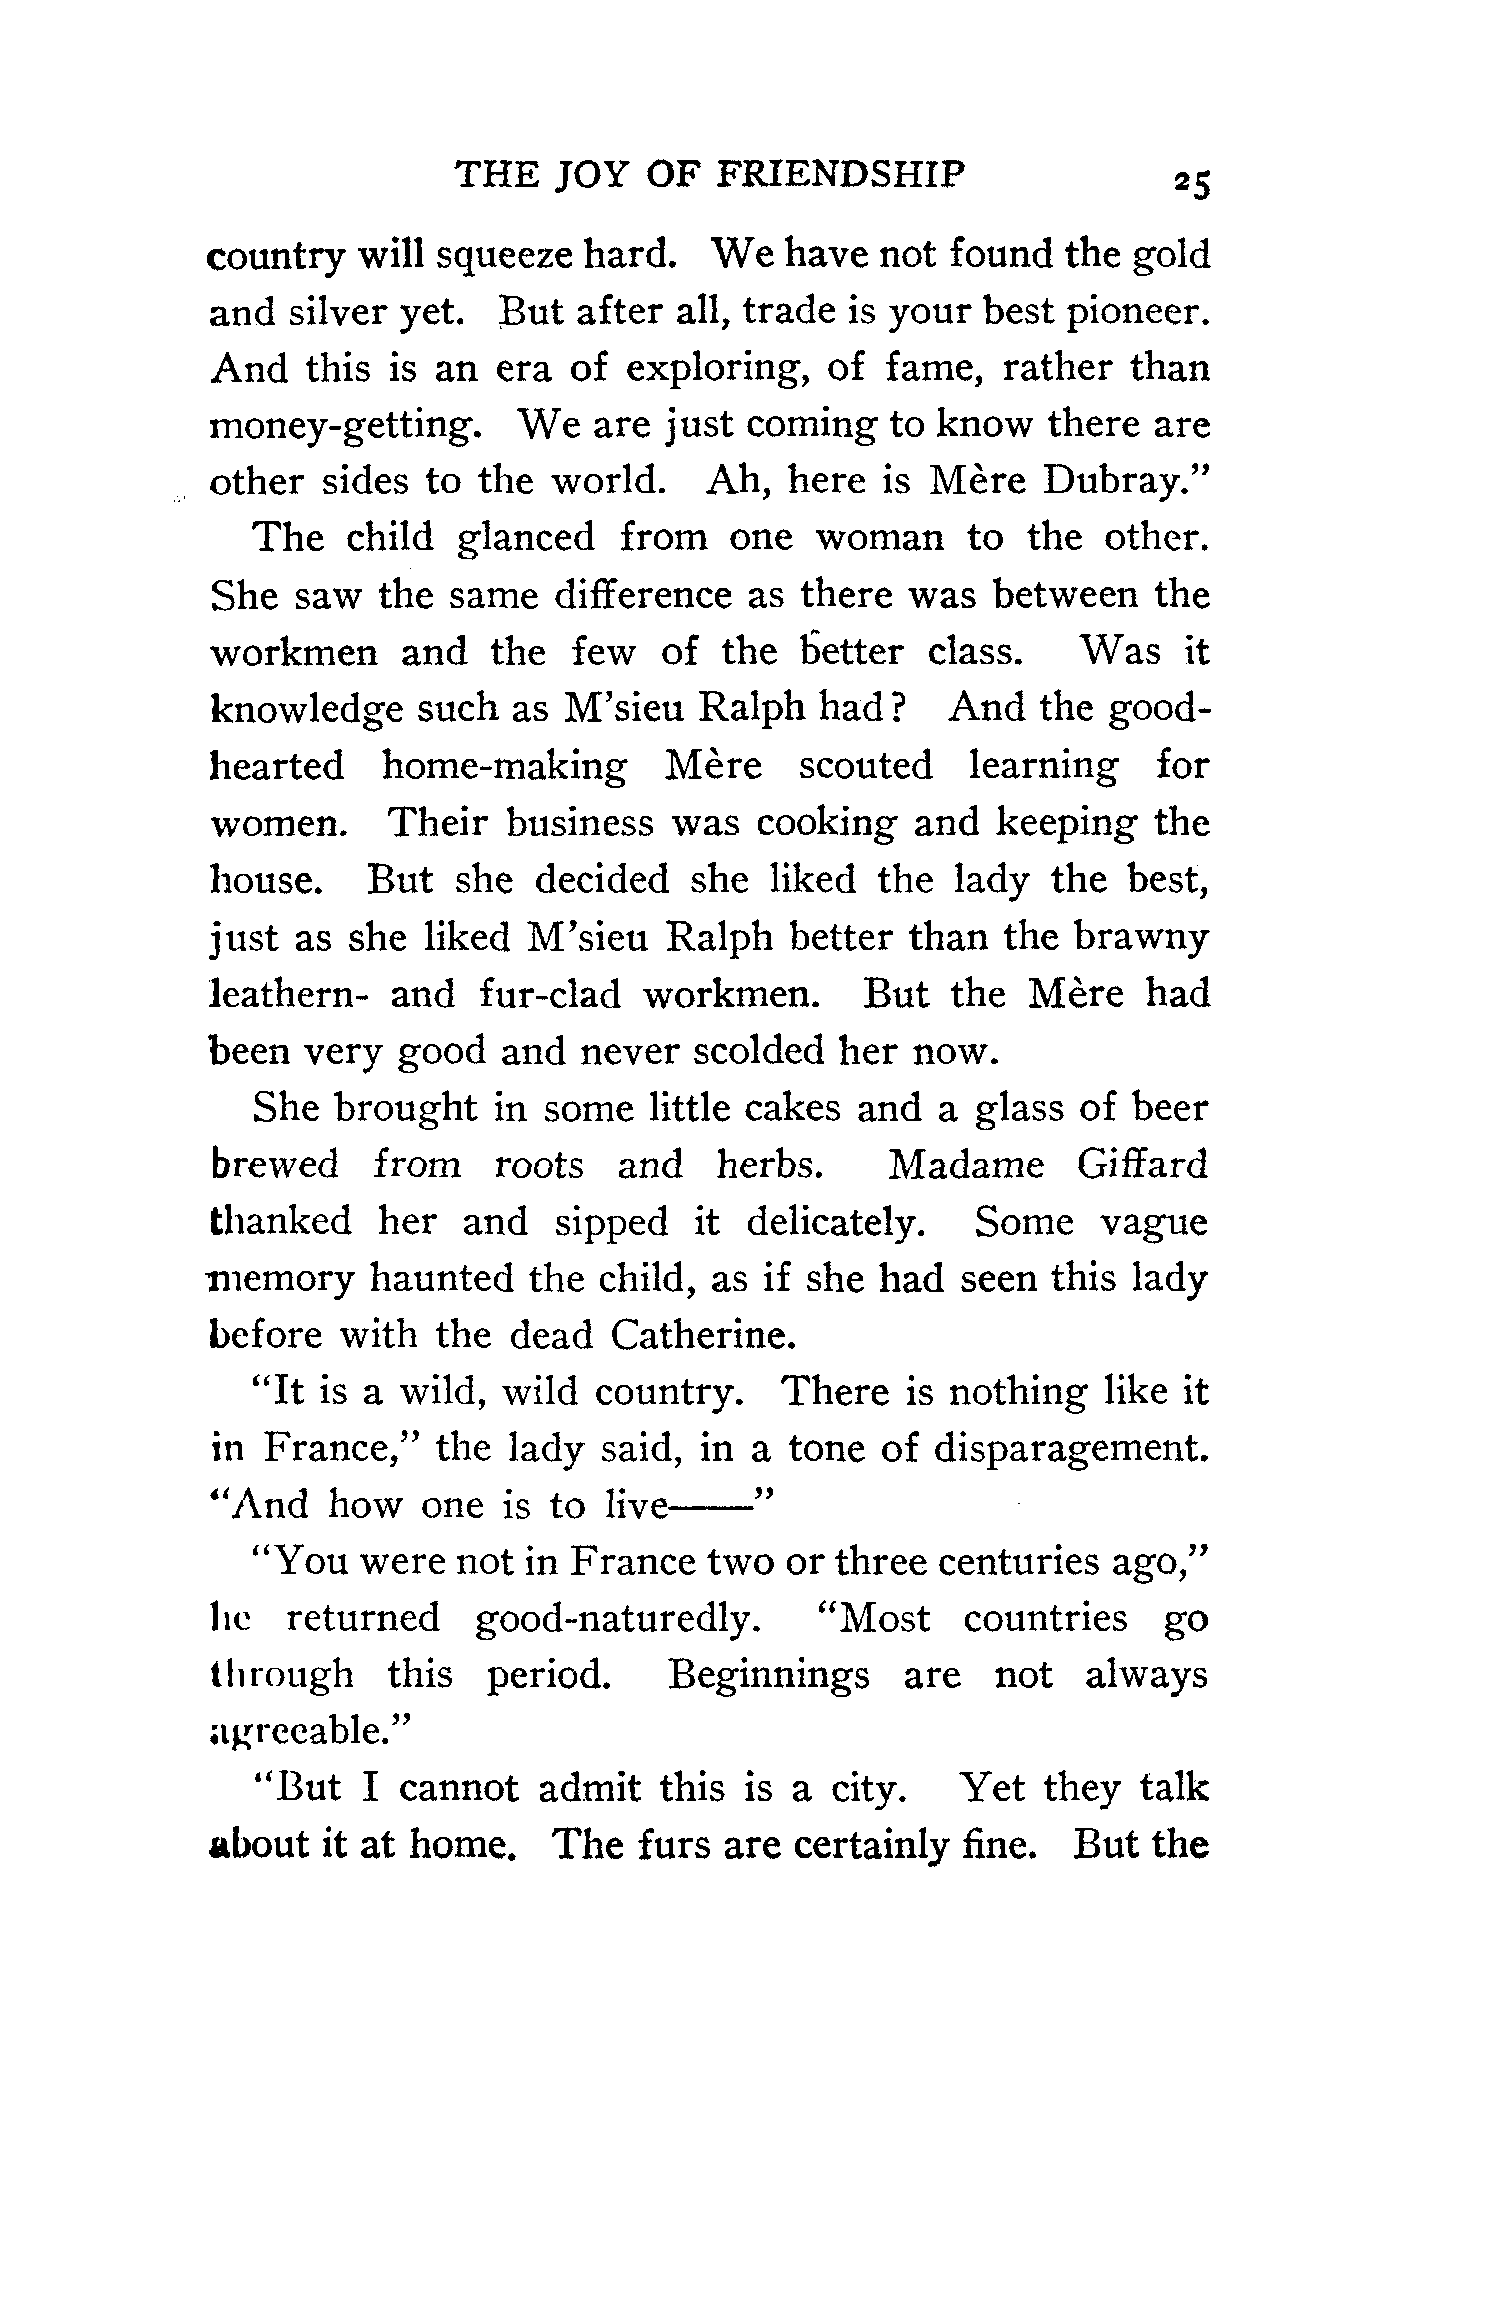 THE JOY OF FRIENDSHIP 25
country will squeeze hard. We have not found the gold
and silver yet. But after all, trade is your best pioneer.
And this is an era of exploring, of fame, rather than
money-getting. We are just coming to know there are
other sides to the world. Ah, here is Mère Dubray.”
The child glanced from one woman to the other.
She saw the same difference as there was between the
workmen and the few of the better class. Was it
knowledge such as M’sieu Ralph had? And the good-
hearted home-making Mère scouted learning for
women. Their business was cooking and keeping the
house. But she decided she liked the lady the best,
just as she liked M’sieu Ralph better than the brawny
leathern- and fur-clad workmen. But the Mère had
been very good and never scolded her now.
She brought in some little cakes and a glass of beer
brewed from roots and herbs. Madame Giffard
thanked her and sipped it delicately. Some vague
memory haunted the child, as if she had seen this lady
before with the dead Catherine.
“It is a wild, wild country. There is nothing like it
in France,” the lady said, in a tone of disparagement.
“And how one is to live——”
“You were not in France two or three centuries ago,”
he returned good-naturedly. “Most countries go
through this period. Beginnings are not always
agreeable.”
“But I cannot admit this is a city. Yet they talk
about it at home. The furs are certainly fine. But the